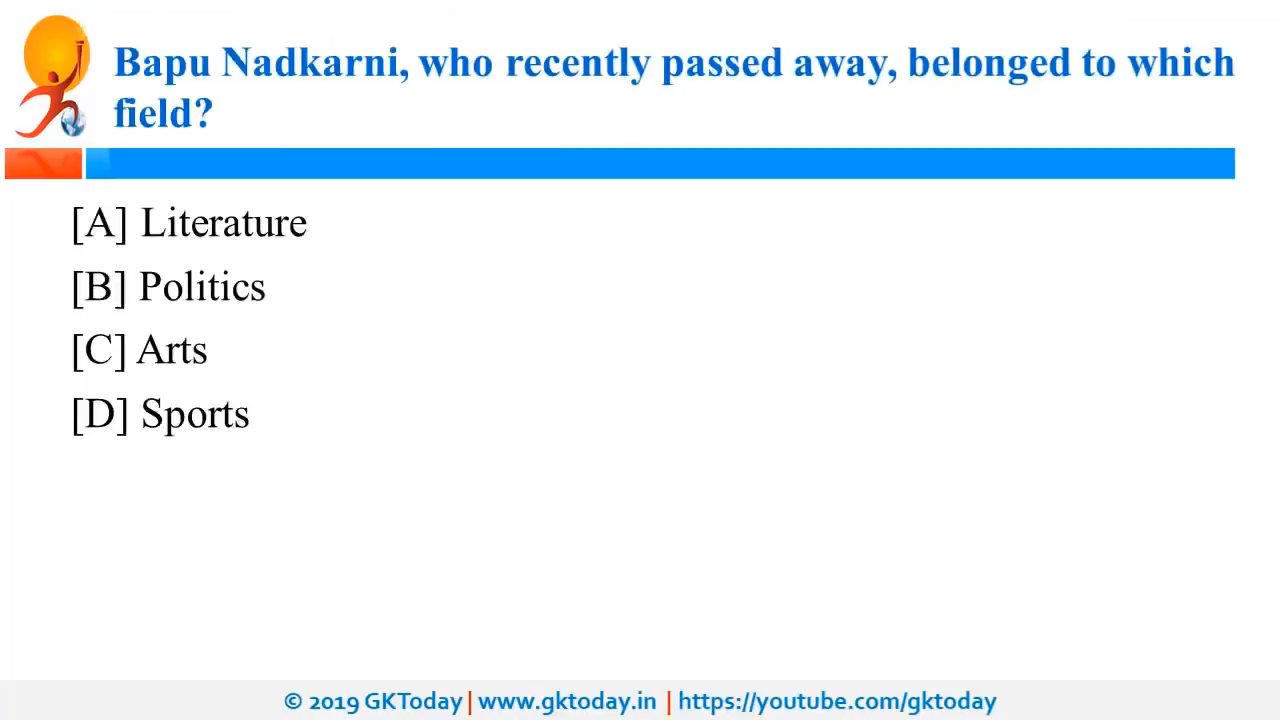 Bapu Nadkarni, who recently passed away, belonged to which
field?
[A] Literature
[B] Politics
[C] Arts
[D] Sports
© 2019 GKToday | www.gktoday.in | https://youtube.com/gktoday